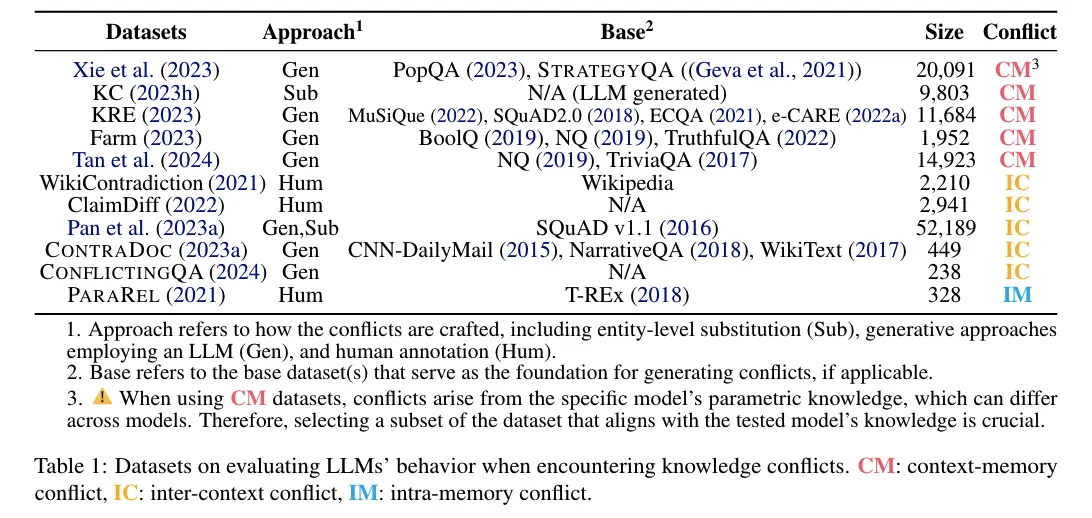 Datasets Approach1 Base2 Size Conflict
Xie et al. (2023) Gen PopQA (2023), STRATEGYQA ((Geva et al., 2021)) 20,091 CM3
KC (2023h) Sub N/A (LLM generated) 9,803 CM
KRE (2023) Gen MuSiQue (2022), SQuAD2.0 (2018), ECQA (2021), e-CARE (2022a) 11,684 CM
Farm (2023) Gen BoolQ (2019), NQ (2019), TruthfulQA (2022) 1,952 CM
Tan et al. (2024) Gen NQ (2019), TriviaQA (2017) 14,923 CM
WikiContradiction (2021) Hum Wikipedia 2,210 IC
ClaimDiff (2022) Hum N/A 2,941 IC
Pan et al. (2023a) Gen,Sub SQuAD v1.1 (2016) 52,189 IC
CONTRADOC (2023a) Gen CNN-DailyMail (2015), NarrativeQA (2018), WikiText (2017) 449 IC
CONFLICTINGQA (2024) Gen N/A 238 IC
PARAREL (2021) Hum T-REx (2018) 328 IM
1. Approach refers to how the conflicts are crafted, including entity-level substitution (Sub), generative approaches
employing an LLM (Gen), and human annotation (Hum).
2. Base refers to the base dataset(s) that serve as the foundation for generating conflicts, if applicable.
3. ⚠ When using CM datasets, conflicts arise from the specific model's parametric knowledge, which can differ
across models. Therefore, selecting a subset of the dataset that aligns with the tested model's knowledge is crucial.
Table 1: Datasets on evaluating LLMs' behavior when encountering knowledge conflicts. CM: context-memory
conflict, IC: inter-context conflict, IM: intra-memory conflict.